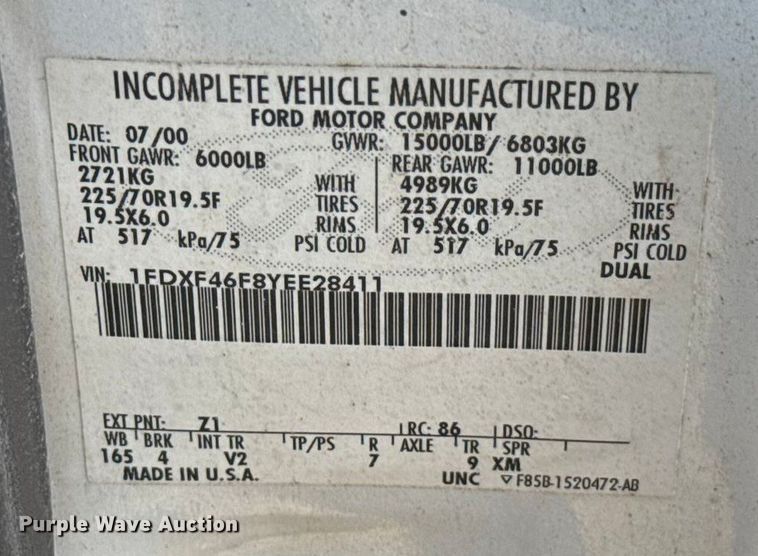 INCOMPLETE VEHICLE MANUFACTURED BY
FORD MOTOR COMPANY
DATE: 07/00 GVWR: 15000LB/ 6803KG
FRONT GAWR: 6000LB REAR GAWR: 11000LB
2721KG WITH 4989KG WITH
225/70R19.5F TIRES 225/70R19.5F TIRES
19.5X6.0 RIMS 19.5X6.0 RIMS
AT 517 kPa/75 PSI COLD AT 517 kPa/75 PSI COLD
DUAL
VIN: 1FDXF46F8YEE28411
EXT PNT: Z1 RC: 86 DSO:
WB BRK INT TR TP/PS R AXLE TR SPR
165 4 V2 7 9 XM
MADE IN U.S.A. UNC F85B-1520472-AB
Purple Wave Auction